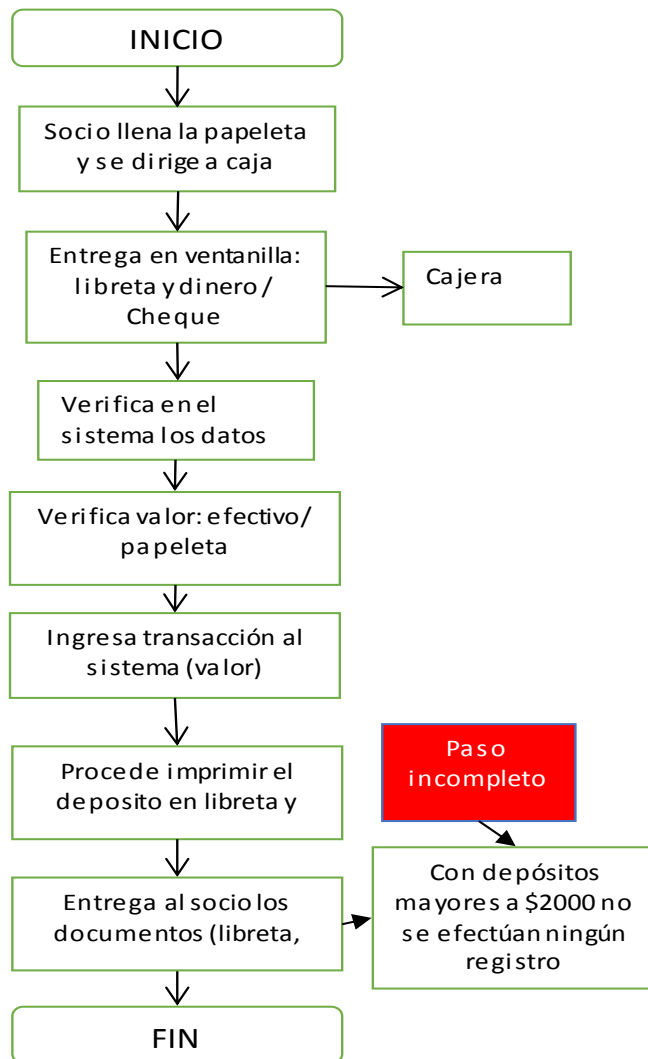 INICIO
Socio llena la papeleta
y se dirige a caja
Entrega en ventanilla:
libreta y dinero /
Cheque
Cajera
Verifica en el
sistema los datos
Verifica valor: efectivo/
papeleta
Ingresa transacción al
sistema (valor)
Procede imprimir el
deposito en libreta y
Paso
incompleto
Entrega al socio los
documentos (libreta,
Con depósitos
mayores a $2000 no
se efectúan ningún
registro
FIN